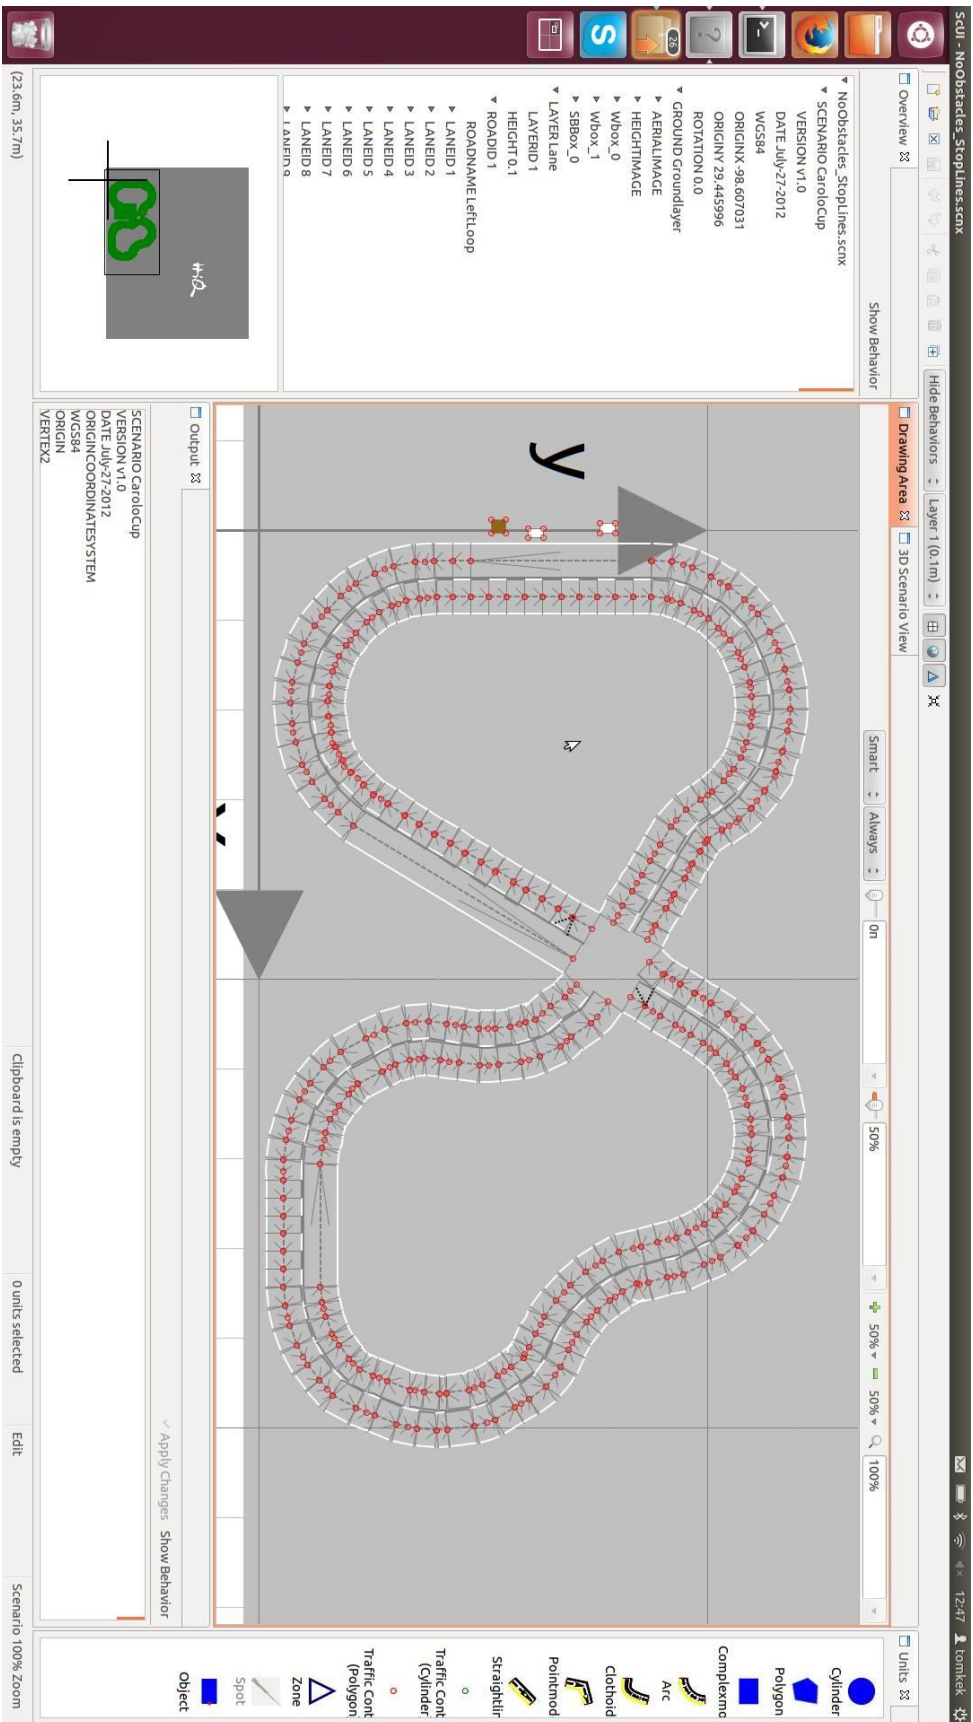 ScUI - NoObstacles_StopLines.scnx
12:47
tomkek
Hide Behaviors
Layer 1 (0.1m)
Overview
Show Behavior
NoObstacles_StopLines.scnx
SCENARIO CaroloCup
VERSION v1.0
DATE July-27-2012
WGS84
ORIGINX -98.607031
ORIGINY 29.445996
ROTATION 0.0
GROUND Groundlayer
AERIALIMAGE
HEIGHTIMAGE
Wbox_0
Wbox_1
SBBox_0
LAYER Lane
LAYERID 1
HEIGHT 0.1
ROADID 1
ROADNAME LeftLoop
LANEID 1
LANEID 2
LANEID 3
LANEID 4
LANEID 5
LANEID 6
LANEID 7
LANEID 8
LANEID 9
Drawing Area
3D Scenario View
Smart
Always
0n
50%
50%
50%
100%
y
Units
Cylinder
Polygon
Complexmo
Arc
Clothoid
Pointmod
Straightlir
Traffic Cont
(Cylinder)
Traffic Cont
(Polygon)
Zone
Spot
Object
Output
SCENARIO CaroloCup
VERSION v1.0
DATE July-27-2012
ORIGINCOORDINATESYSTEM
WGS84
ORIGIN
VERTEX2
Apply Changes
Show Behavior
(23.6m, 35.7m)
Clipboard is empty
0 units selected
Edit
Scenario 100% Zoom
26